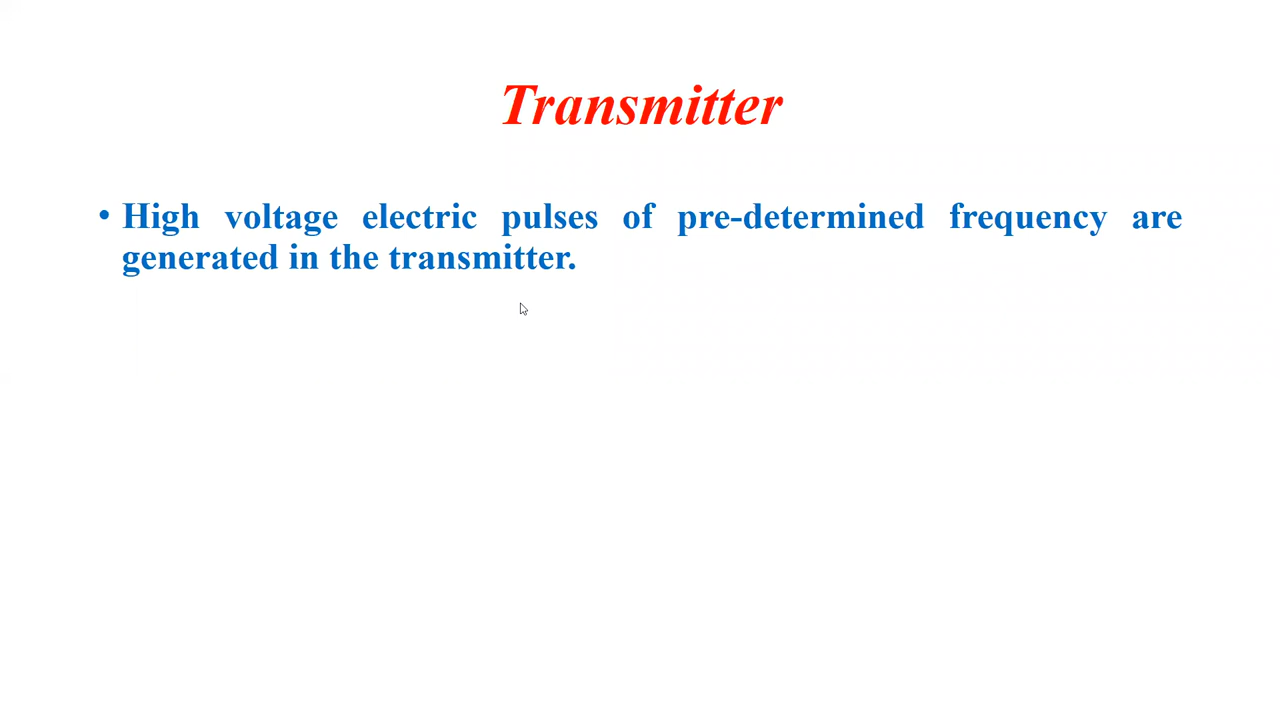 Transmitter
• High voltage electric pulses of pre-determined frequency are
generated in the transmitter.